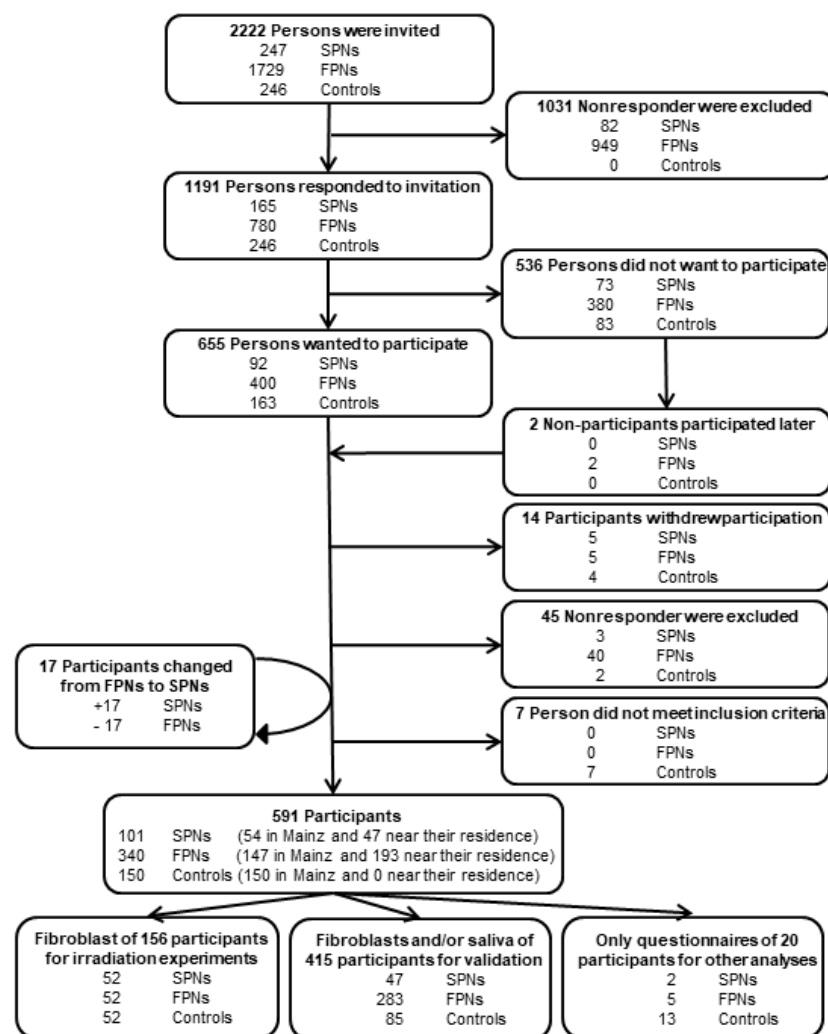 2222 Persons were invited
247 SPNs
1729 FPNs
246 Controls
1031 Nonresponder were excluded
82 SPNs
949 FPNs
0 Controls
1191 Persons responded to invitation
165 SPNs
780 FPNs
246 Controls
536 Persons did not want to participate
73 SPNs
380 FPNs
83 Controls
655 Persons wanted to participate
92 SPNs
400 FPNs
163 Controls
2 Non-participants participated later
0 SPNs
2 FPNs
0 Controls
14 Participants withdrew participation
5 SPNs
5 FPNs
4 Controls
45 Nonresponder were excluded
3 SPNs
40 FPNs
2 Controls
17 Participants changed
from FPNs to SPNs
+17 SPNs
- 17 FPNs
7 Person did not meet inclusion criteria
0 SPNs
0 FPNs
7 Controls
591 Participants
101 SPNs (54 in Mainz and 47 near their residence)
340 FPNs (147 in Mainz and 193 near their residence)
150 Controls (150 in Mainz and 0 near their residence)
Fibroblast of 156 participants
for irradiation experiments
52 SPNs
52 FPNs
52 Controls
Fibroblasts and/or saliva of
415 participants for validation
47 SPNs
283 FPNs
85 Controls
Only questionnaires of 20
participants for other analyses
2 SPNs
5 FPNs
13 Controls